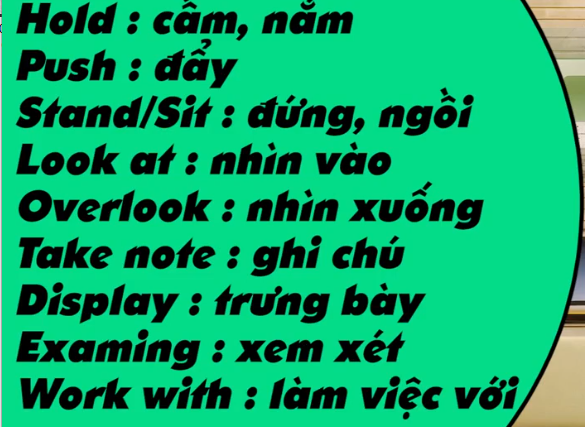 Hold : cầm, nắm
Push : đẩy
Stand/Sit : đứng, ngồi
Look at : nhìn vào
Overlook : nhìn xuống
Take note : ghi chú
Display : trưng bày
Examing : xem xét
Work with : làm việc với